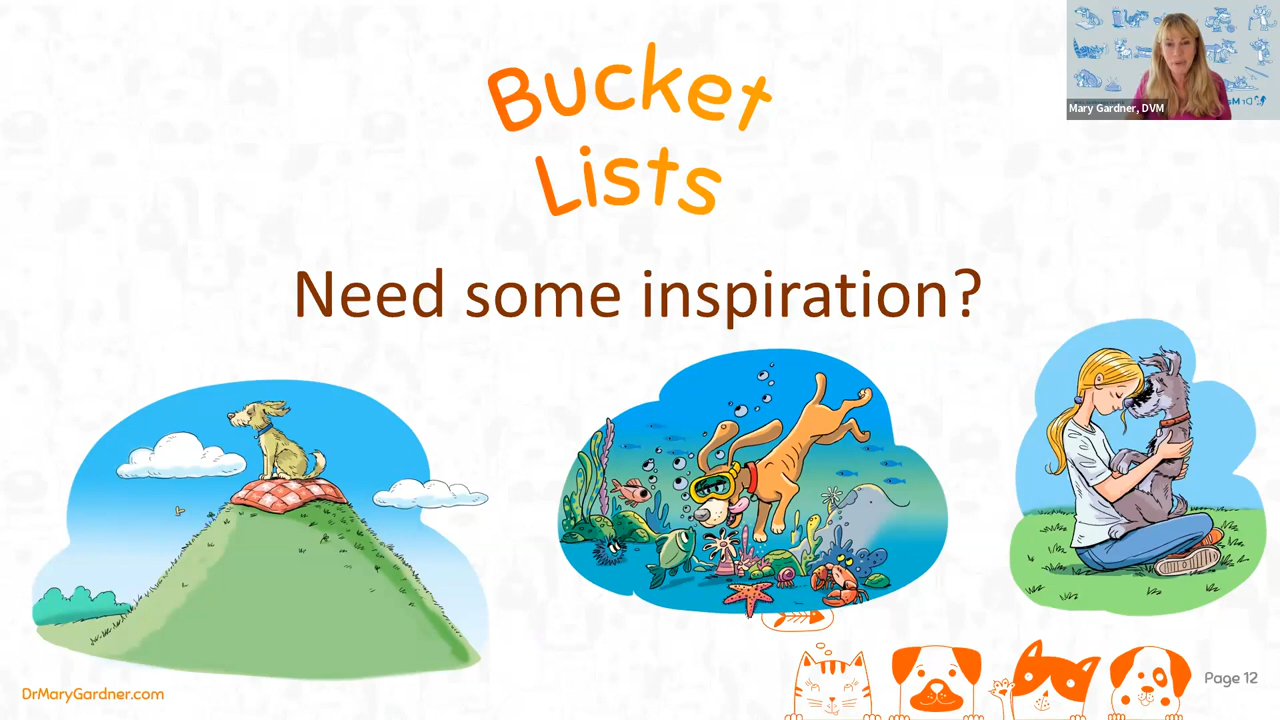 Bucket
Lists
Mary Gardner, DVM
Need some inspiration?
DrMaryGardner.com
Page 12